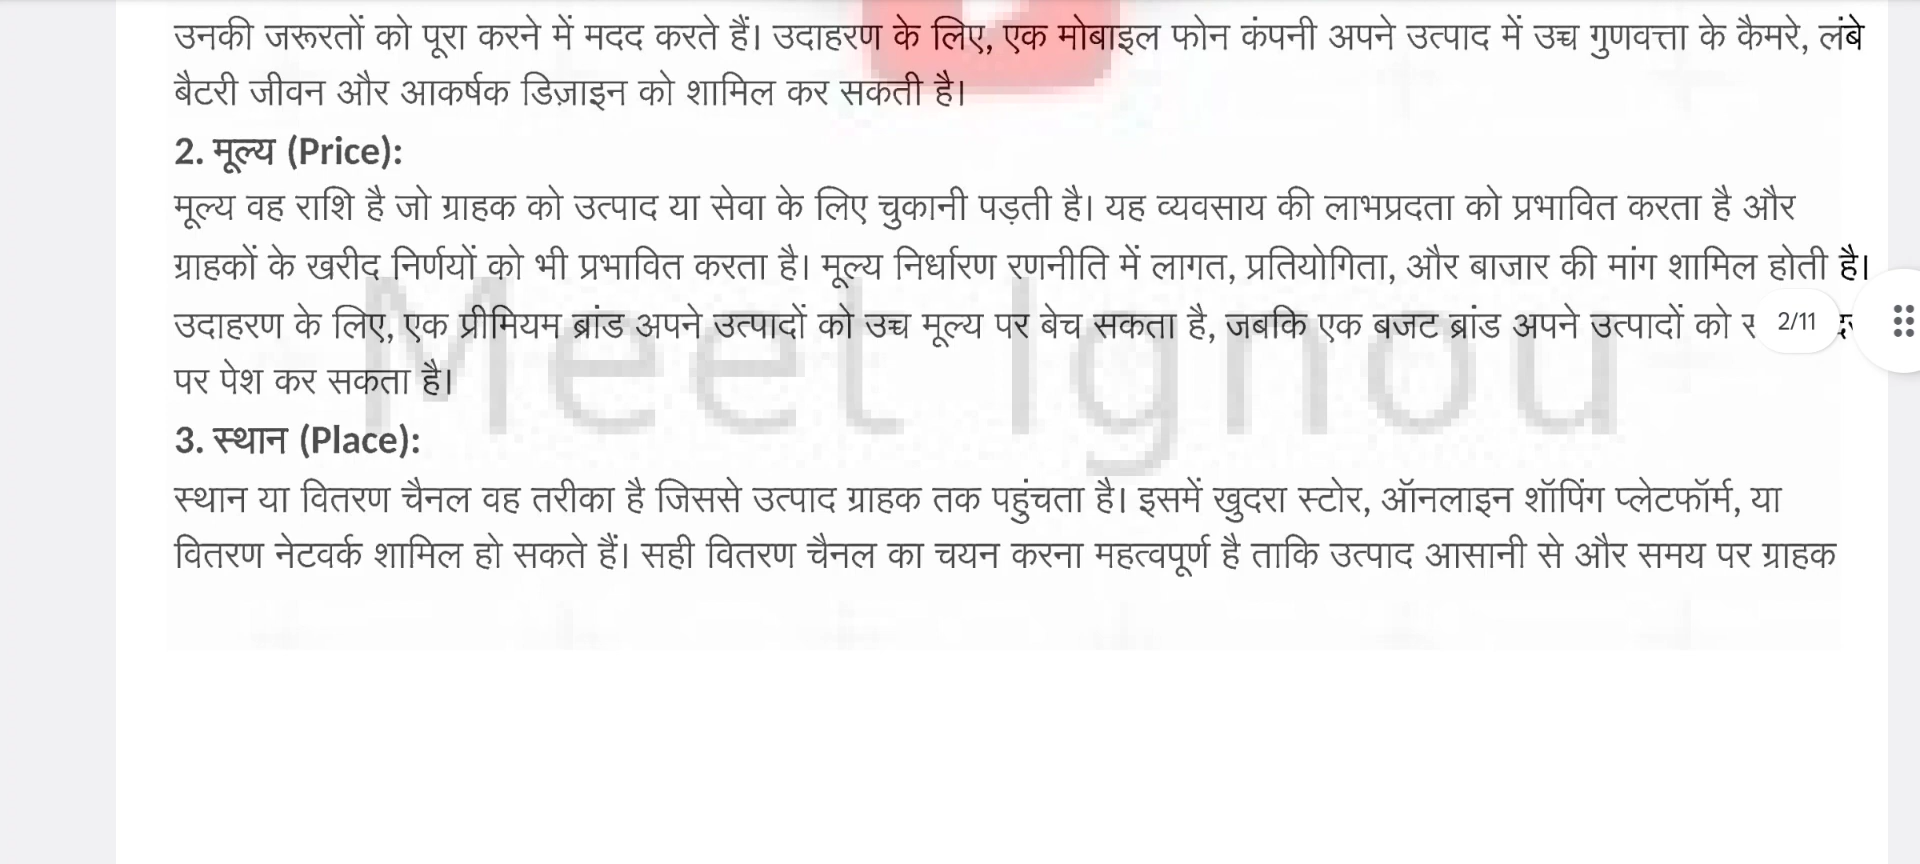 उनकी जरूरतों को पूरा करने में मदद करते हैं। उदाहरण के लिए, एक मोबाइल फोन कंपनी अपने उत्पाद में उच्च गुणवत्ता के कैमरे, लंबे
बैटरी जीवन और आकर्षक डिज़ाइन को शामिल कर सकती है।
2. मूल्य (Price):
मूल्य वह राशि है जो ग्राहक को उत्पाद या सेवा के लिए चुकानी पड़ती है। यह व्यवसाय की लाभप्रदता को प्रभावित करता है और
ग्राहकों के खरीद निर्णयों को भी प्रभावित करता है। मूल्य निर्धारण रणनीति में लागत, प्रतियोगिता, और बाजार की मांग शामिल होती है।
उदाहरण के लिए, एक प्रीमियम ब्रांड अपने उत्पादों को उच्च मूल्य पर बेच सकता है, जबकि एक बजट ब्रांड अपने उत्पादों को
2/11
पर पेश कर सकता है।
Meet Ignou
3. स्थान (Place):
स्थान या वितरण चैनल वह तरीका है जिससे उत्पाद ग्राहक तक पहुंचता है। इसमें खुदरा स्टोर, ऑनलाइन शॉपिंग प्लेटफॉर्म, या
वितरण नेटवर्क शामिल हो सकते हैं। सही वितरण चैनल का चयन करना महत्वपूर्ण है ताकि उत्पाद आसानी से और समय पर ग्राहक